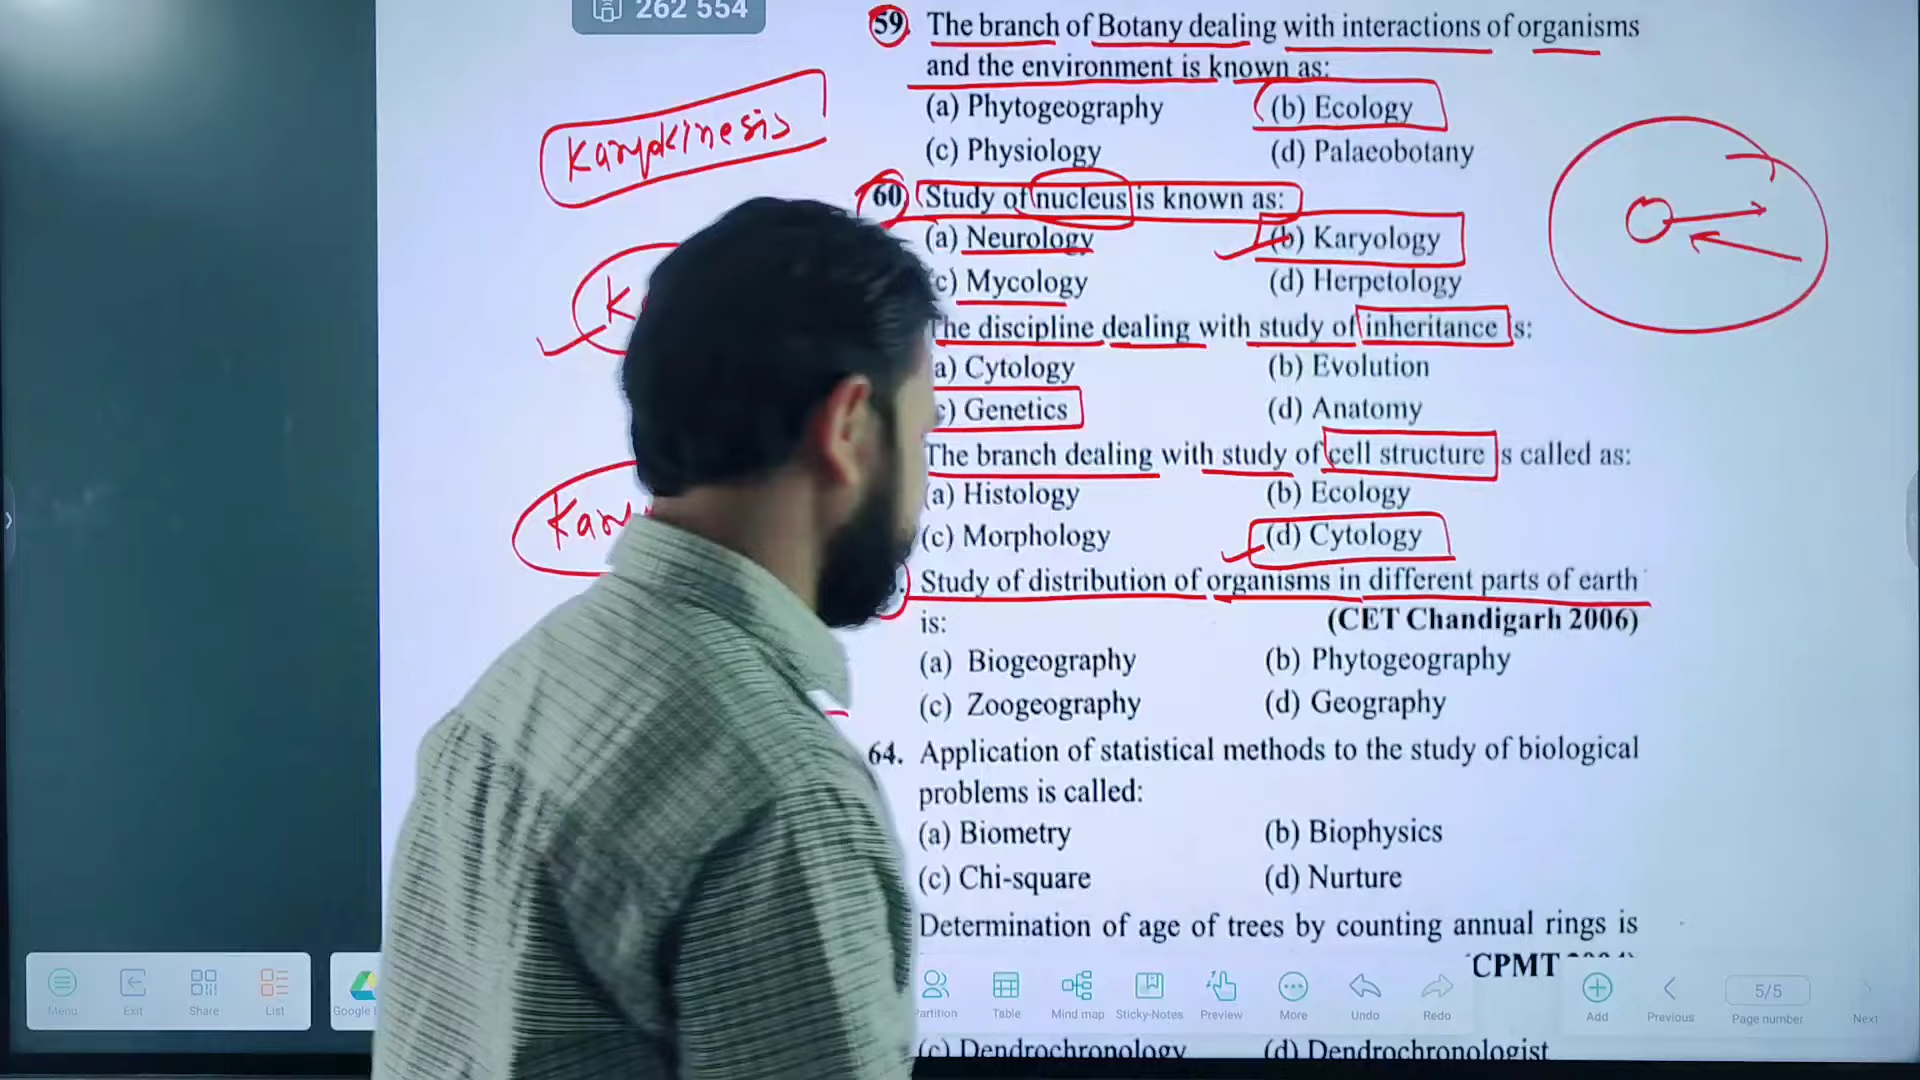 262 554
59. The branch of Botany dealing with interactions of organisms
and the environment is known as:
(a) Phytogeography (b) Ecology
(c) Physiology (d) Palaeobotany
Karyokinesis
60. Study of nucleus is known as:
(a) Neurology (b) Karyology
(c) Mycology (d) Herpetology
K
The discipline dealing with study of inheritance is:
a) Cytology (b) Evolution
c) Genetics (d) Anatomy
The branch dealing with study of cell structure is called as:
(a) Histology (b) Ecology
(c) Morphology (d) Cytology
Kary
. Study of distribution of organisms in different parts of earth
is: (CET Chandigarh 2006)
(a) Biogeography (b) Phytogeography
(c) Zoogeography (d) Geography
64. Application of statistical methods to the study of biological
problems is called:
(a) Biometry (b) Biophysics
(c) Chi-square (d) Nurture
Determination of age of trees by counting annual rings is
CPMT
(c) Dendrochronology (d) Dendrochronologist
Menu Exit Share List Google Partition Table Mind map Sticky-Notes Preview More Undo Redo Add Previous 5/5 Page number Next